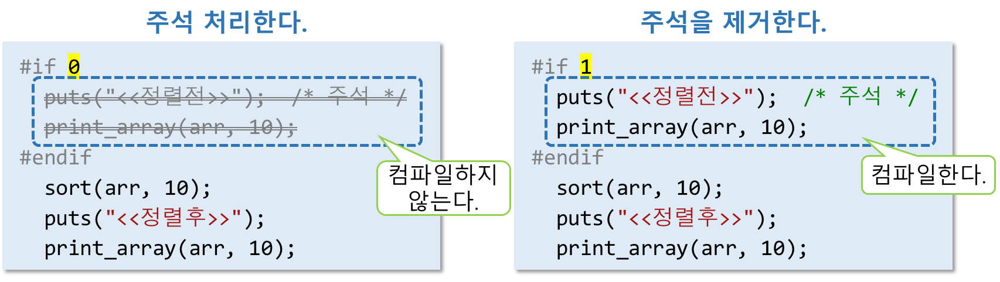 주석 처리한다.
#if 0
puts("<<정렬전>>");  /* 주석 */
print_array(arr, 10);
#endif
sort(arr, 10);
puts("<<정렬후>>");
print_array(arr, 10);
컴파일하지
않는다.
주석을 제거한다.
#if 1
puts("<<정렬전>>");  /* 주석 */
print_array(arr, 10);
#endif
sort(arr, 10);
puts("<<정렬후>>");
print_array(arr, 10);
컴파일한다.